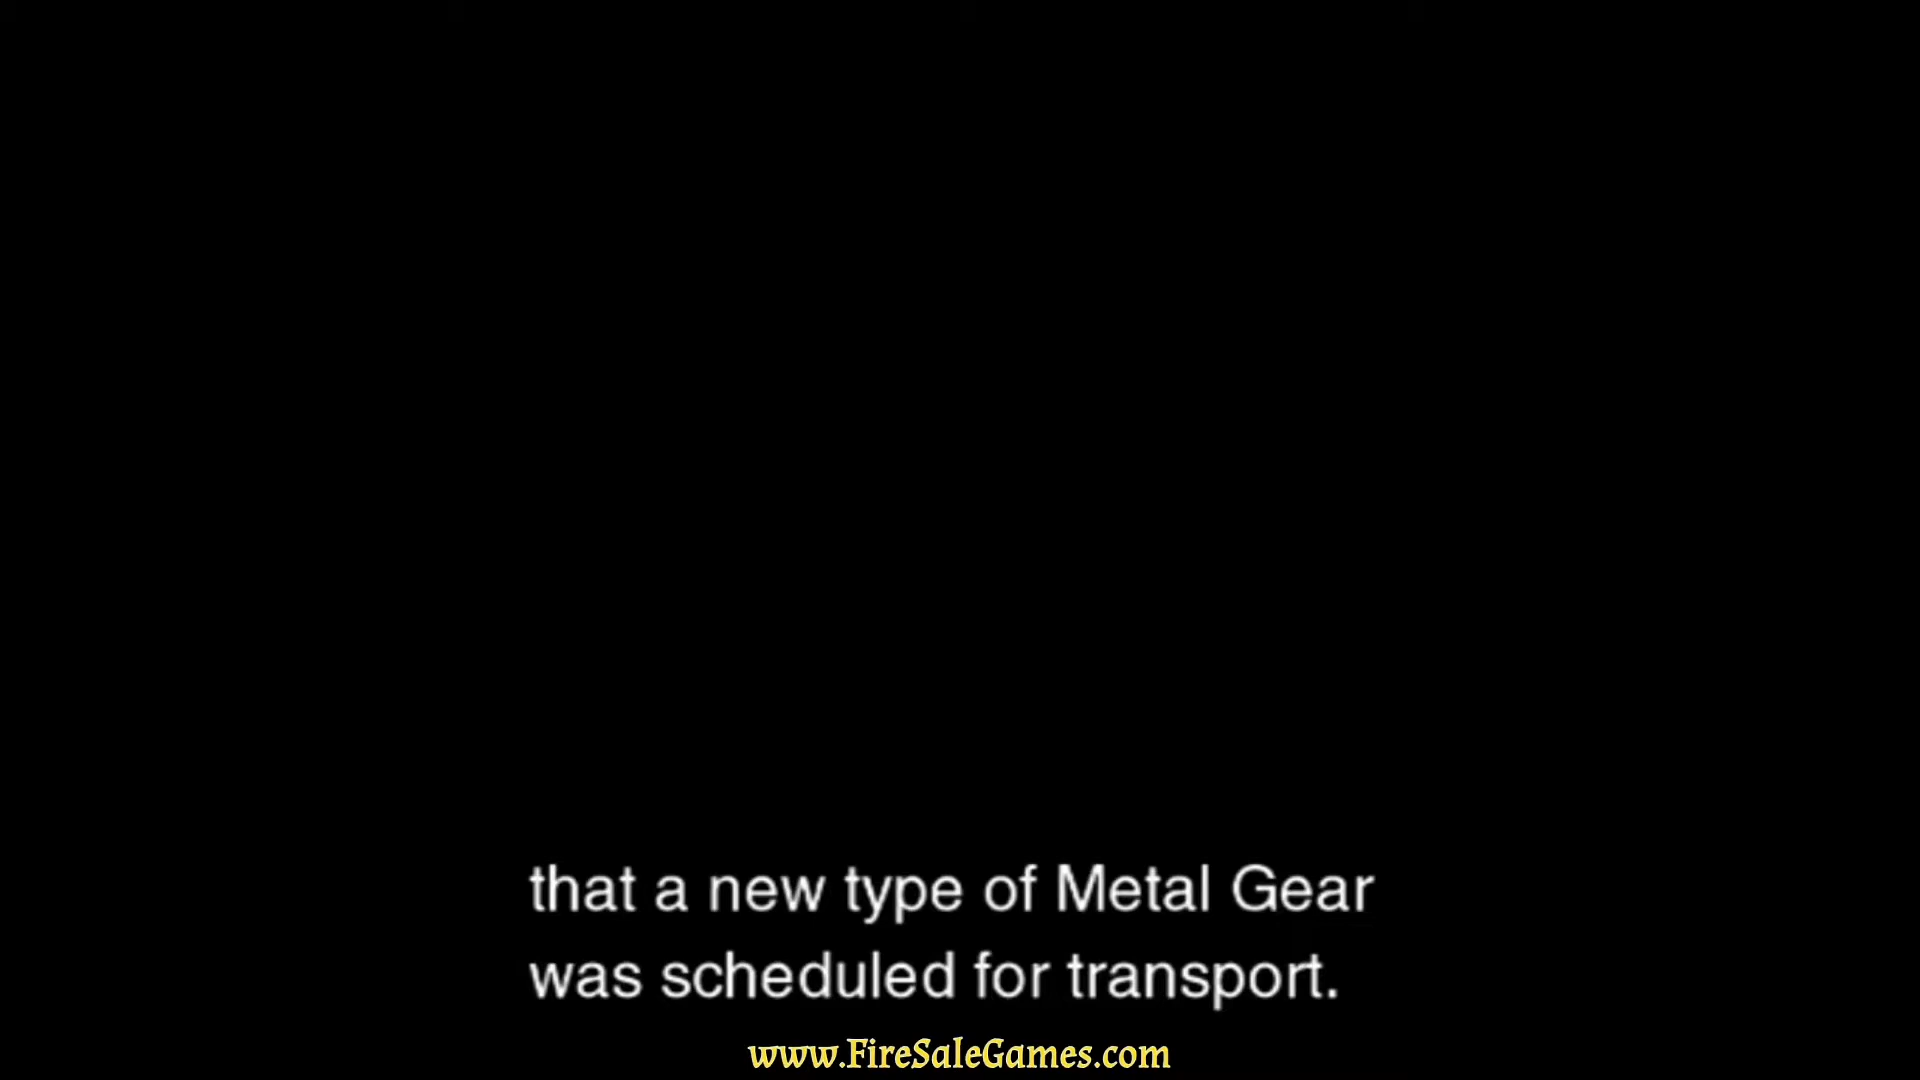 that a new type of Metal Gear
was scheduled for transport.
www.FireSaleGames.com